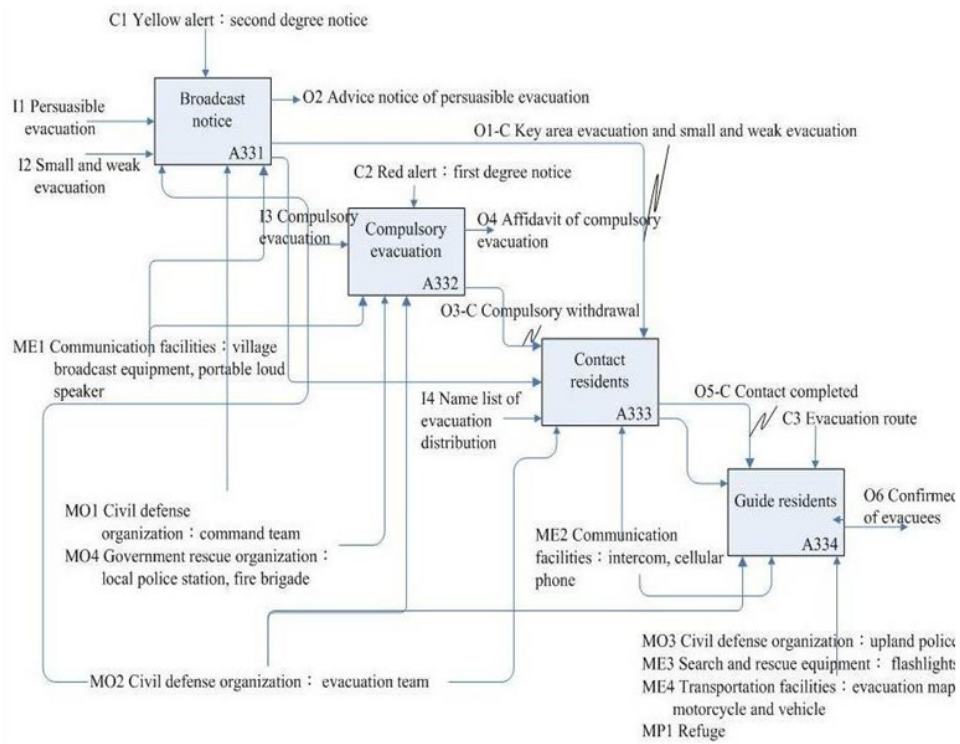 C1 Yellow alert：second degree notice
Broadcast
notice
A331
I1 Persuasible
evacuation
I2 Small and weak
evacuation
O2 Advice notice of persuasible evacuation
O1-C Key area evacuation and small and weak evacuation
C2 Red alert：first degree notice
I3 Compulsory
evacuation
Compulsory
evacuation
A332
O4 Affidavit of compulsory
evacuation
O3-C Compulsory withdrawal
ME1 Communication facilities：village
broadcast equipment, portable loud
speaker
Contact
residents
A333
I4 Name list of
evacuation
distribution
O5-C Contact completed
C3 Evacuation route
Guide residents
A334
O6 Confirmed
of evacuees
MO1 Civil defense
organization：command team
MO4 Government rescue organization：
local police station, fire brigade
ME2 Communication
facilities：intercom, cellular
phone
MO2 Civil defense organization：evacuation team
MO3 Civil defense organization：upland police
ME3 Search and rescue equipment：flashlights
ME4 Transportation facilities：evacuation map
motorcycle and vehicle
MP1 Refuge